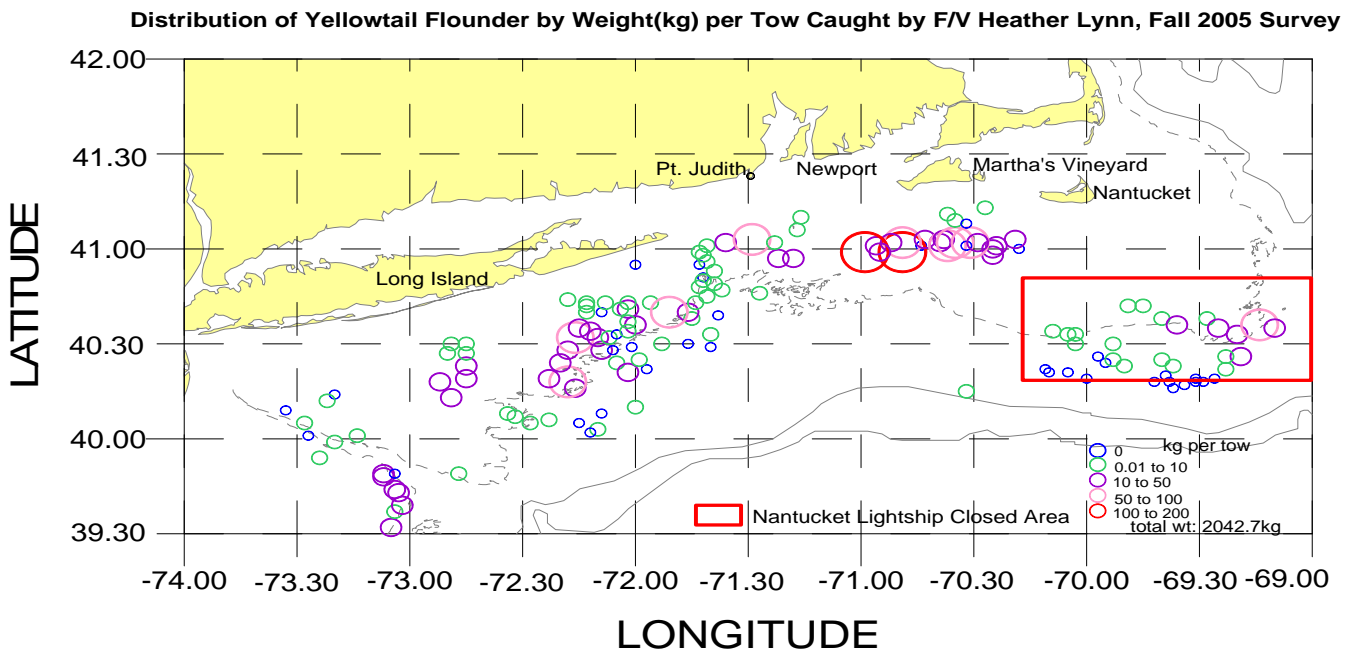 Distribution of Yellowtail Flounder by Weight(kg) per Tow Caught by F/V Heather Lynn, Fall 2005 Survey
42.00
41.30
41.00
40.30
40.00
39.30
LATITUDE
Pt. Judith
Newport
Martha's Vineyard
Nantucket
Long Island
kg per tow
0
0.01 to 10
10 to 50
50 to 100
100 to 200
total wt: 2042.7kg
Nantucket Lightship Closed Area
-74.00 -73.30 -73.00 -72.30 -72.00 -71.30 -71.00 -70.30 -70.00 -69.30 -69.00
LONGITUDE